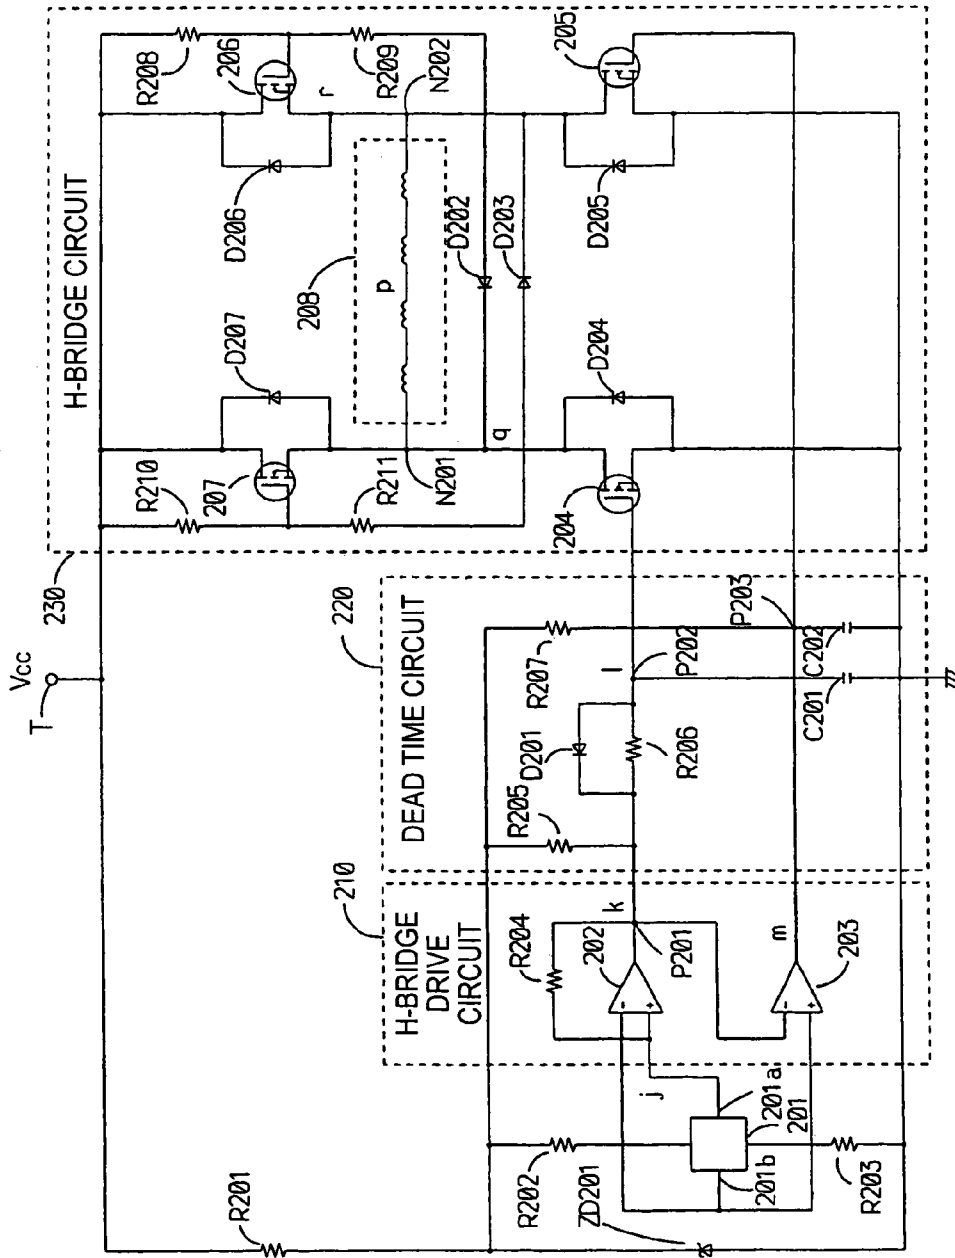 Vcc
T
230
H-BRIDGE CIRCUIT
R210
207
R211
D207
N201
q
208
p
D206
R208
206
r
R209
N202
D202
D203
204
D204
D205
205
220
DEAD TIME CIRCUIT
R205
D201
R206
R207
l
P202
P203
C201
C202
210
H-BRIDGE
DRIVE
CIRCUIT
R204
202
k
P201
m
203
-
+
-
+
R201
R202
ZD201
j
201a
201
201b
R203